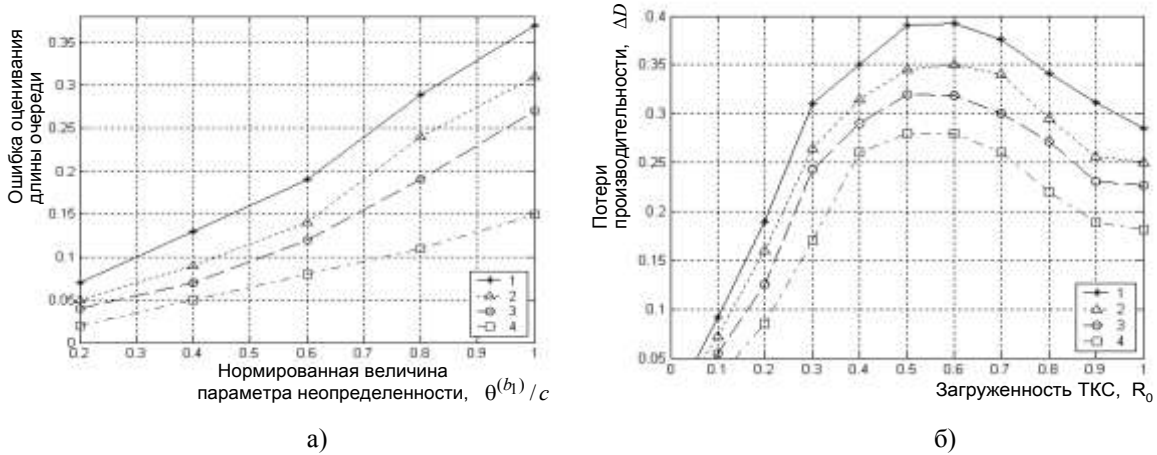 Ошибка оценивания
длины очереди
0.35
0.3
0.25
0.2
0.15
0.1
0.05
0
0.2 0.3 0.4 0.5 0.6 0.7 0.8 0.9 1
1
2
3
4
Нормированная величина
параметра неопределенности, θ^(b₁)/c
а)
Потери
производительности, ΔD
0.4
0.35
0.3
0.25
0.2
0.15
0.1
0.05
0 0.1 0.2 0.3 0.4 0.5 0.6 0.7 0.8 0.9 1
1
2
3
4
Загруженность ТКС, R₀
б)